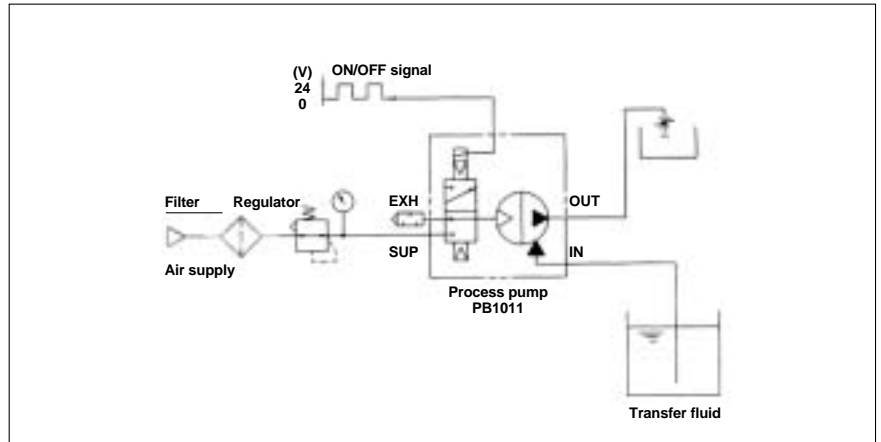 (V)
24
0
ON/OFF signal
Filter
Regulator
Air supply
EXH
SUP
OUT
IN
Process pump
PB1011
Transfer fluid